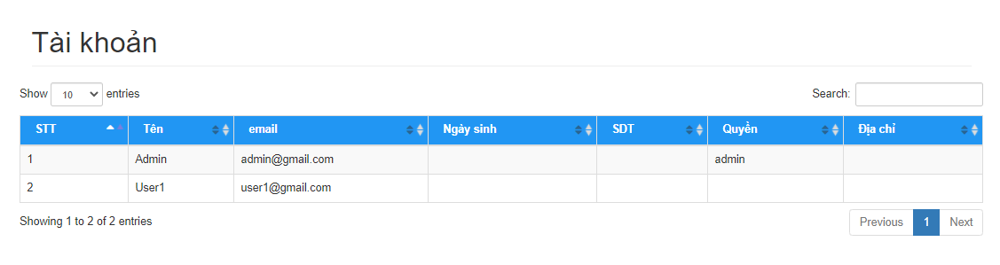 Tài khoản
Show 10 entries Search:
STT Tên email Ngày sinh SDT Quyền Địa chỉ
1 Admin admin@gmail.com admin
2 User1 user1@gmail.com
Showing 1 to 2 of 2 entries Previous 1 Next